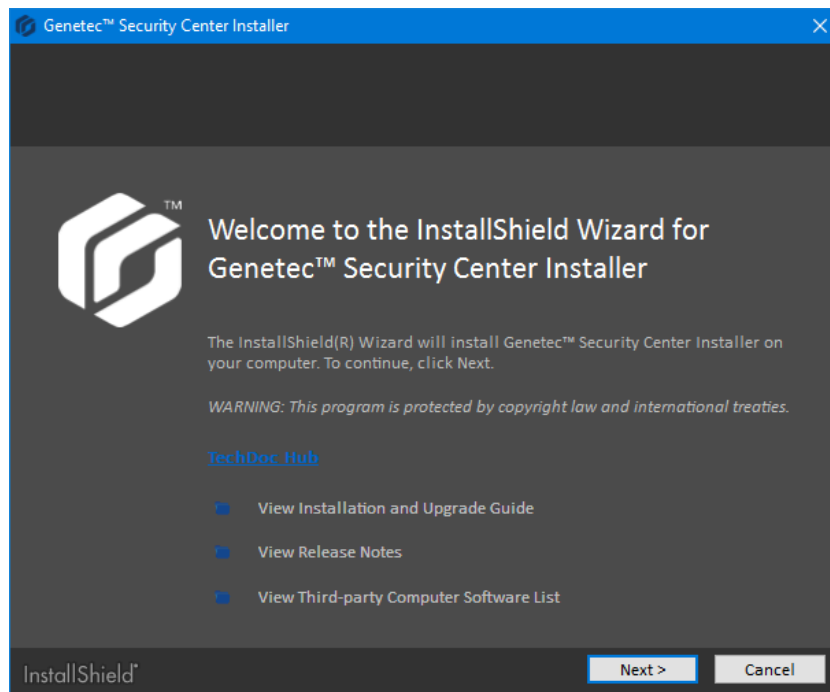 Genetec™ Security Center Installer
TM
Welcome to the InstallShield Wizard for
Genetec™ Security Center Installer
The InstallShield(R) Wizard will install Genetec™ Security Center Installer on
your computer. To continue, click Next.
WARNING: This program is protected by copyright law and international treaties.
TechDoc Hub
View Installation and Upgrade Guide
View Release Notes
View Third-party Computer Software List
InstallShield®
Next >
Cancel